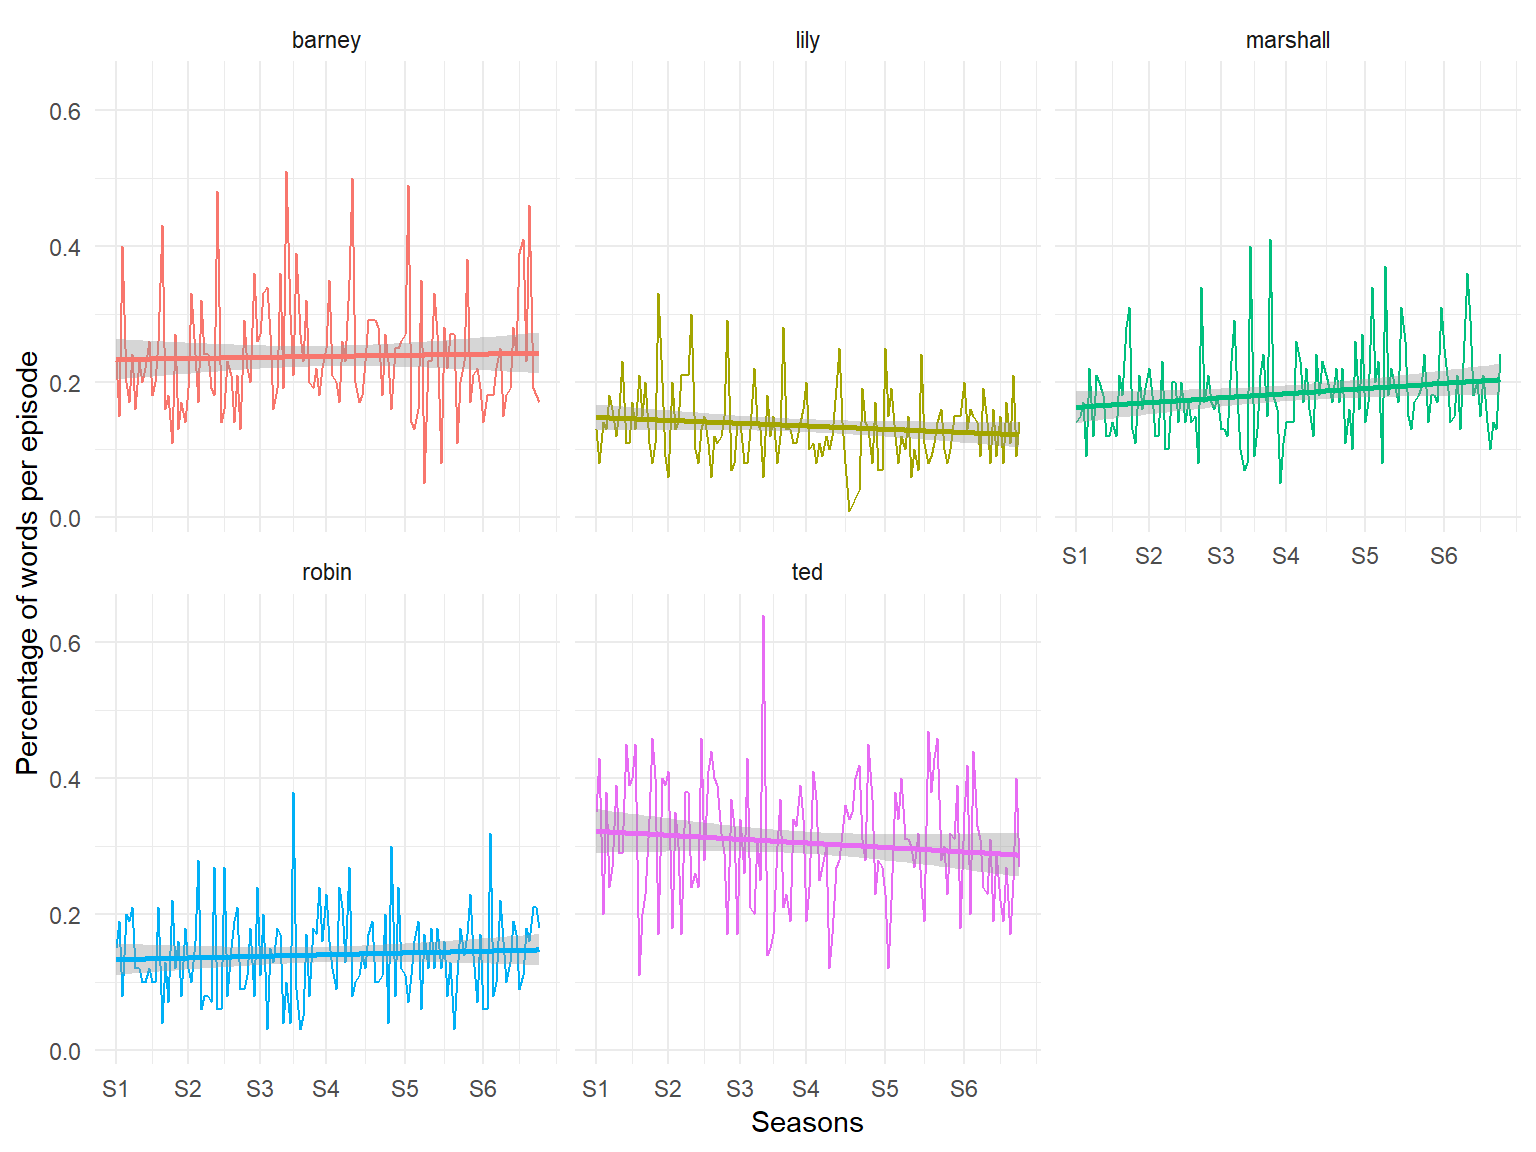 barney lily marshall
0.6
0.4
0.2
0.0
S1 S2 S3 S4 S5 S6
robin ted
0.6
0.4
0.2
0.0
S1 S2 S3 S4 S5 S6 S1 S2 S3 S4 S5 S6
Seasons
Percentage of words per episode